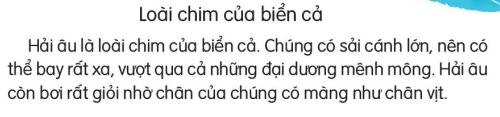 Loài chim của biển cả
Hải âu là loài chim của biển cả. Chúng có sải cánh lớn, nên có
thể bay rất xa, vượt qua cả những đại dương mênh mông. Hải âu
còn bơi rất giỏi nhờ chân của chúng có màng như chân vịt.